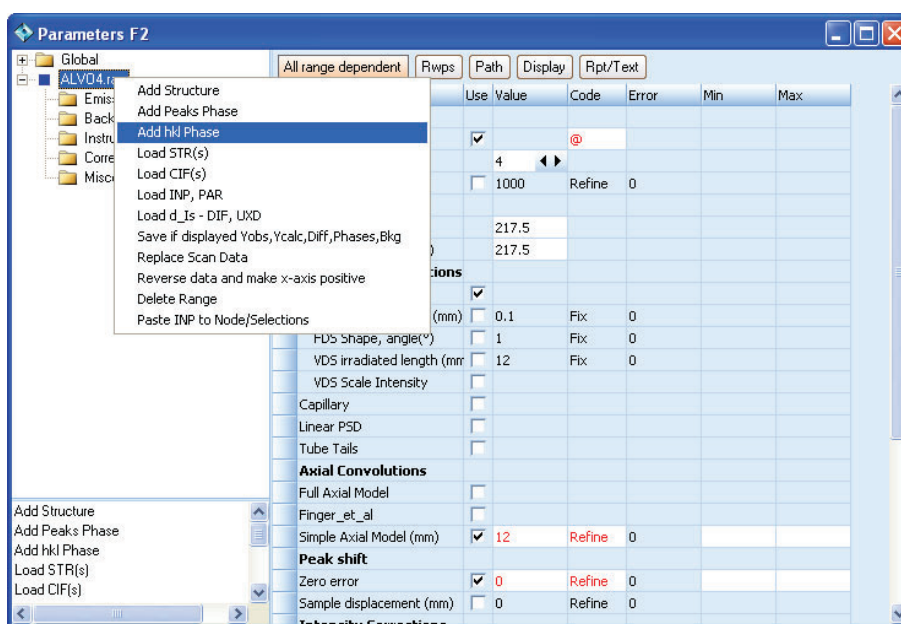 Parameters F2
Global
ALV04.ra
Emis
Back
Instru
Corre
Misc
Add Structure
Add Peaks Phase
Add hkl Phase
Load STR(s)
Load CIF(s)
Load INP, PAR
Load d_Is - DIF, UXD
Save if displayed Yobs,Ycalc,Diff,Phases,Bkg
Replace Scan Data
Reverse data and make x-axis positive
Delete Range
Paste INP to Node/Selections
All range dependent Rwps Path Display Rpt/Text
Use Value Code Error Min Max
@
4
1000 Refine 0
217.5
) 217.5
ions
(mm) 0.1 Fix 0
FDS Shape, angle(°) 1 Fix 0
VDS irradiated length (mm 12 Fix 0
VDS Scale Intensity
Capillary
Linear PSD
Tube Tails
Axial Convolutions
Full Axial Model
Finger_et_al
Simple Axial Model (mm) 12 Refine 0
Peak shift
Zero error 0 Refine 0
Sample displacement (mm) 0 Refine 0
Intensity Corrections
Add Structure
Add Peaks Phase
Add hkl Phase
Load STR(s)
Load CIF(s)